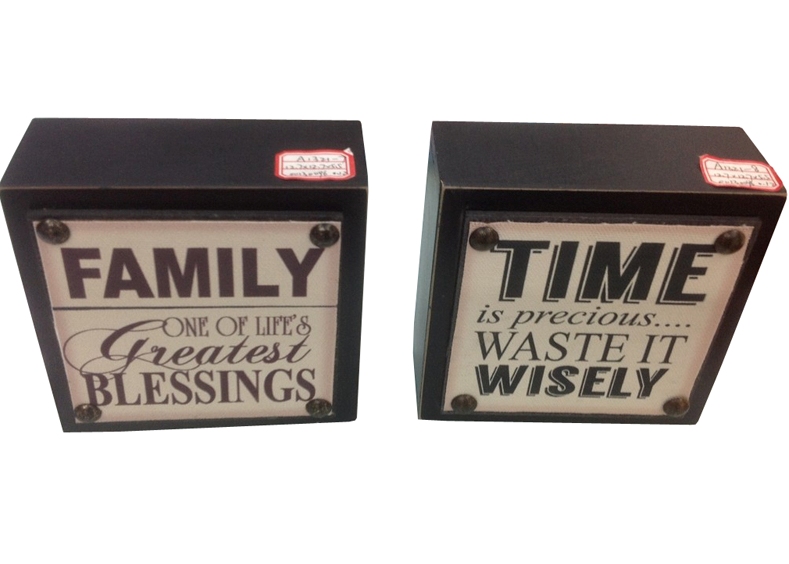 FAMILY
ONE OF LIFE'S
Greatest
BLESSINGS
TIME
is precious....
WASTE IT
WISELY